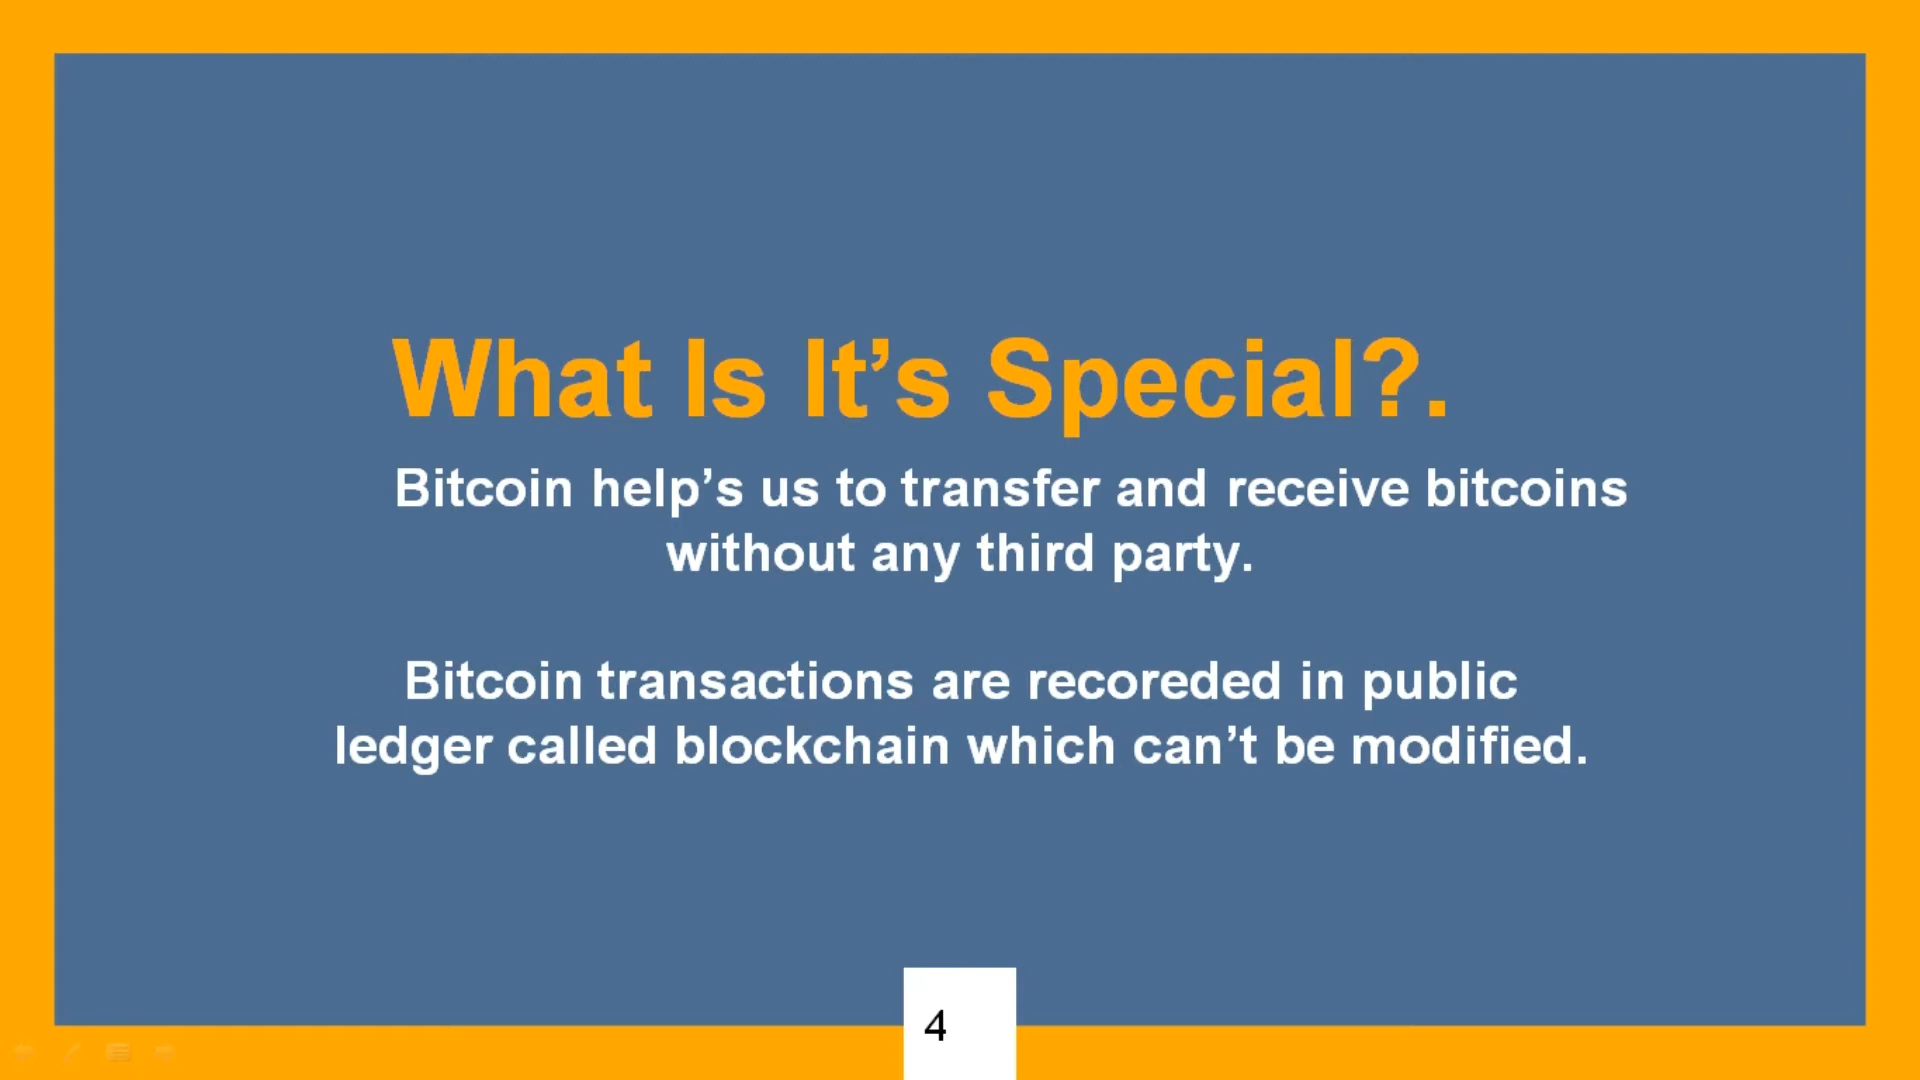 What Is It’s Special?.
Bitcoin help’s us to transfer and receive bitcoins
without any third party.
Bitcoin transactions are recoreded in public
ledger called blockchain which can’t be modified.
4